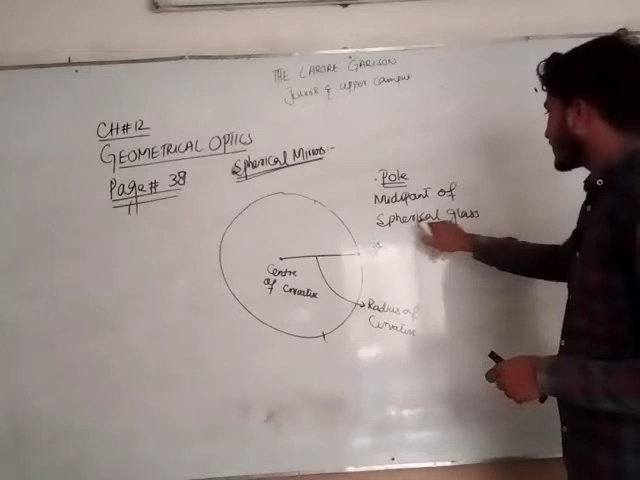 THE LAHORE GARISON
JUNIOR & UPPER CAMPUS
CH#12
GEOMETRICAL OPTICS
Spherical Mirrors:-
Page# 38
Pole
Midpoint of
Spherical glass
Centre
of Curvature
Radius of
Curvature